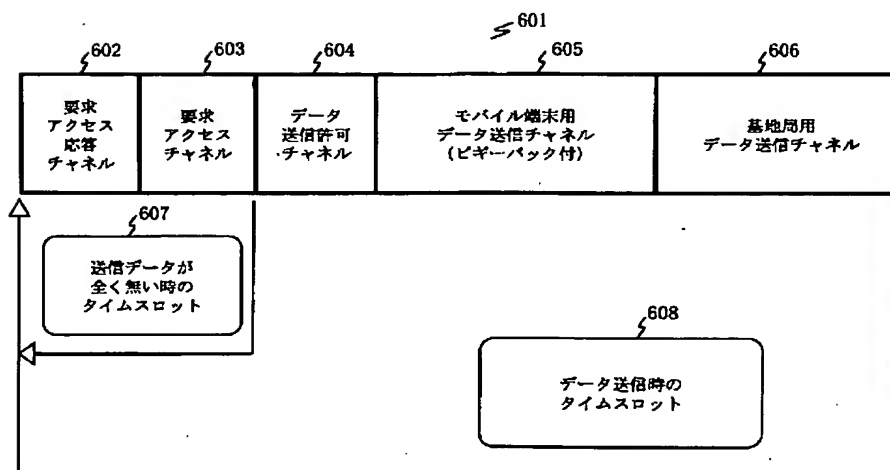 601
602
603
604
605
606
要求
アクセス
応答
チャネル
要求
アクセス
チャネル
データ
送信許可
チャネル
モバイル端末用
データ送信チャネル
(ピギーバック付)
基地局用
データ送信チャネル
607
送信データが
全く無い時の
タイムスロット
608
データ送信時の
タイムスロット